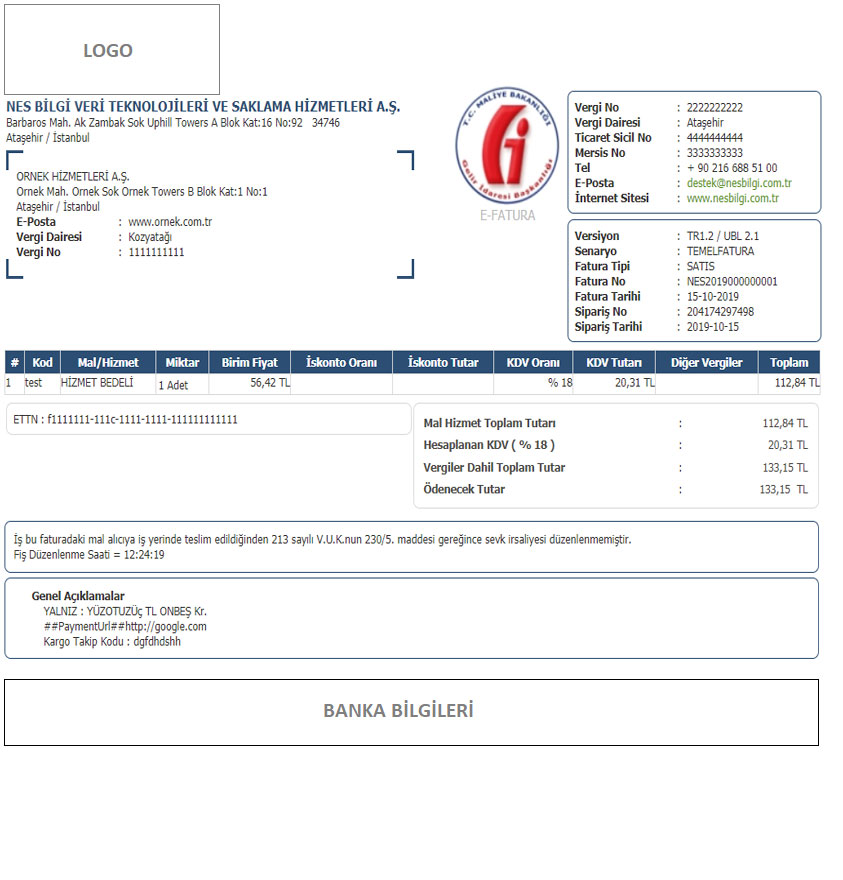 LOGO
NES BİLGİ VERİ TEKNOLOJİLERİ VE SAKLAMA HİZMETLERİ A.Ş.
Barbaros Mah. Ak Zambak Sok Uphill Towers A Blok Kat:16 No:92 34746
Ataşehir / İstanbul
ORNEK HİZMETLERİ A.Ş.
Ornek Mah. Ornek Sok Ornek Towers B Blok Kat:1 No:1
Ataşehir / İstanbul
E-Posta : www.ornek.com.tr
Vergi Dairesi : Kozyatağı
Vergi No : 1111111111
T.C. MALİYE BAKANLIĞI
Gelir İdaresi Başkanlığı
E-FATURA
Vergi No : 2222222222
Vergi Dairesi : Ataşehir
Ticaret Sicil No : 4444444444
Mersis No : 3333333333
Tel : + 90 216 688 51 00
E-Posta : destek@nesbilgi.com.tr
İnternet Sitesi : www.nesbilgi.com.tr
Versiyon : TR1.2 / UBL 2.1
Senaryo : TEMELFATURA
Fatura Tipi : SATIS
Fatura No : NES2019000000001
Fatura Tarihi : 15-10-2019
Sipariş No : 204174297498
Sipariş Tarihi : 2019-10-15
# Kod Mal/Hizmet Miktar Birim Fiyat İskonto Oranı İskonto Tutar KDV Oranı KDV Tutarı Diğer Vergiler Toplam
1 test HİZMET BEDELİ 1 Adet 56,42 TL % 18 20,31 TL 112,84 TL
ETTN : f1111111-111c-1111-1111-111111111111
Mal Hizmet Toplam Tutarı : 112,84 TL
Hesaplanan KDV ( % 18 ) : 20,31 TL
Vergiler Dahil Toplam Tutar : 133,15 TL
Ödenecek Tutar : 133,15 TL
İş bu faturadaki mal alıcıya iş yerinde teslim edildiğinden 213 sayılı V.U.K.nun 230/5. maddesi gereğince sevk irsaliyesi düzenlenmemiştir.
Fiş Düzenlenme Saati = 12:24:19
Genel Açıklamalar
YALNIZ : YÜZOTUZÜç TL ONBEŞ Kr.
##PaymentUrl##http://google.com
Kargo Takip Kodu : dgfdhdshh
BANKA BİLGİLERİ